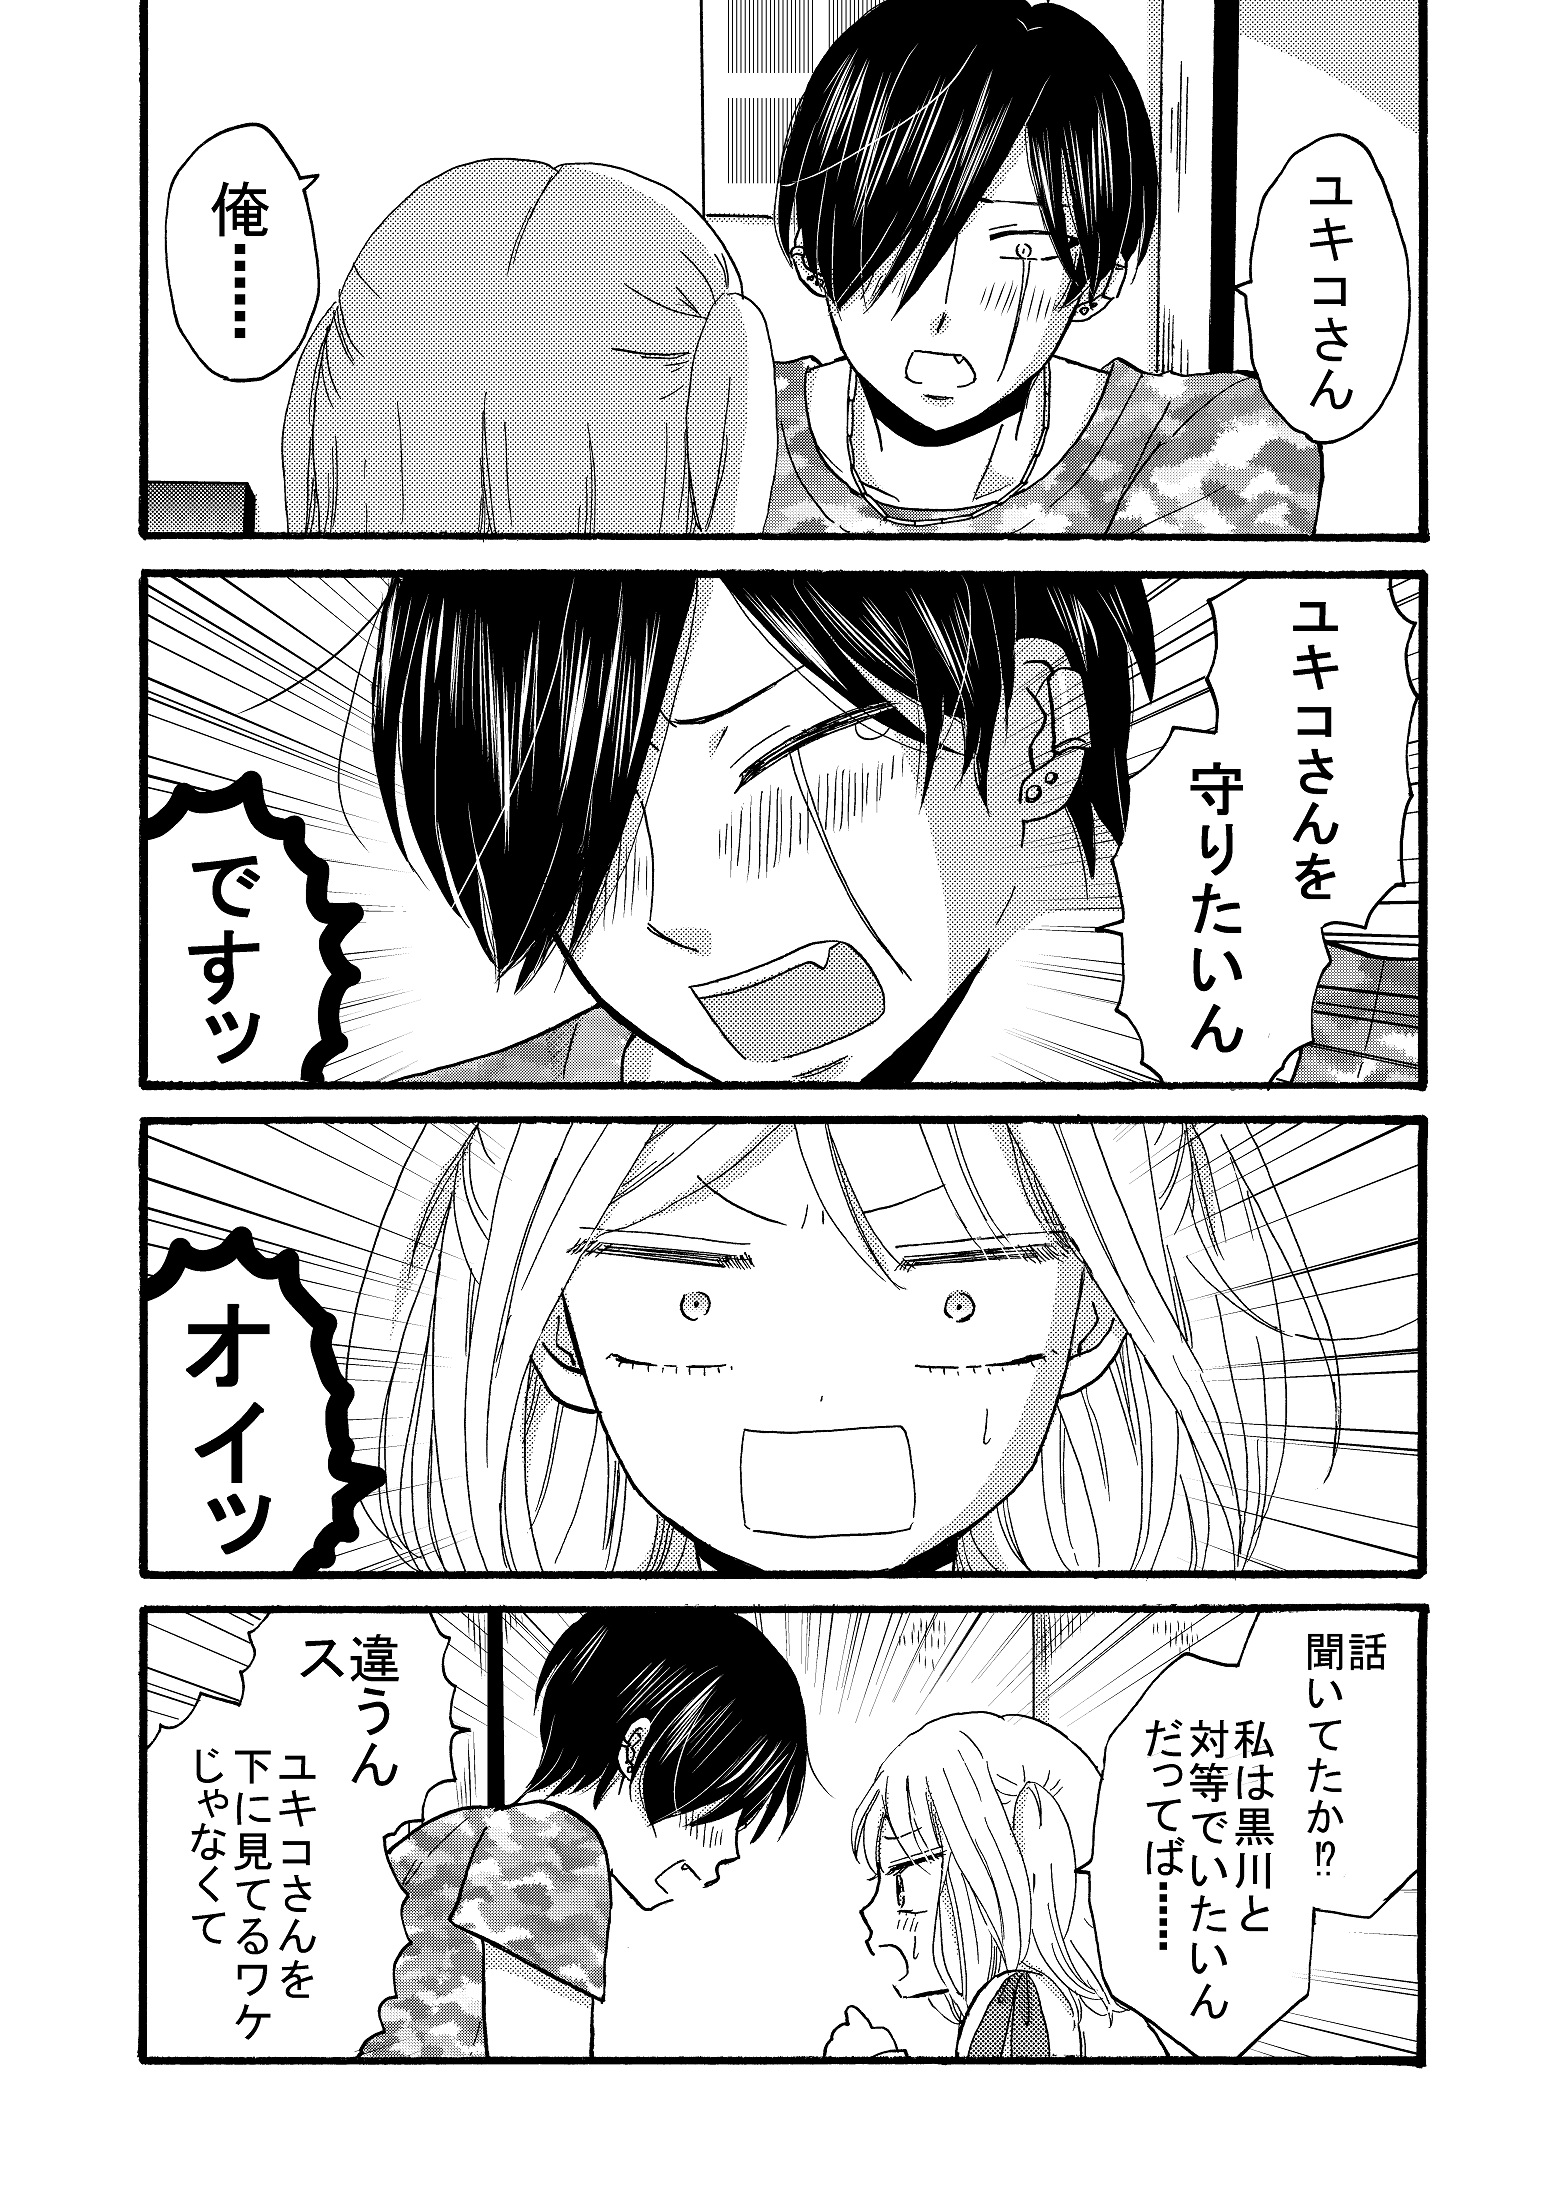 ユキコさん
俺……
ユキコさんを
守りたいん
ですッ
オイッ
話
聞いてたか!?
私は黒川と
対等でいたいん
だってば……
違うん
ス
ユキコさんを
下に見てるワケ
じゃなくて